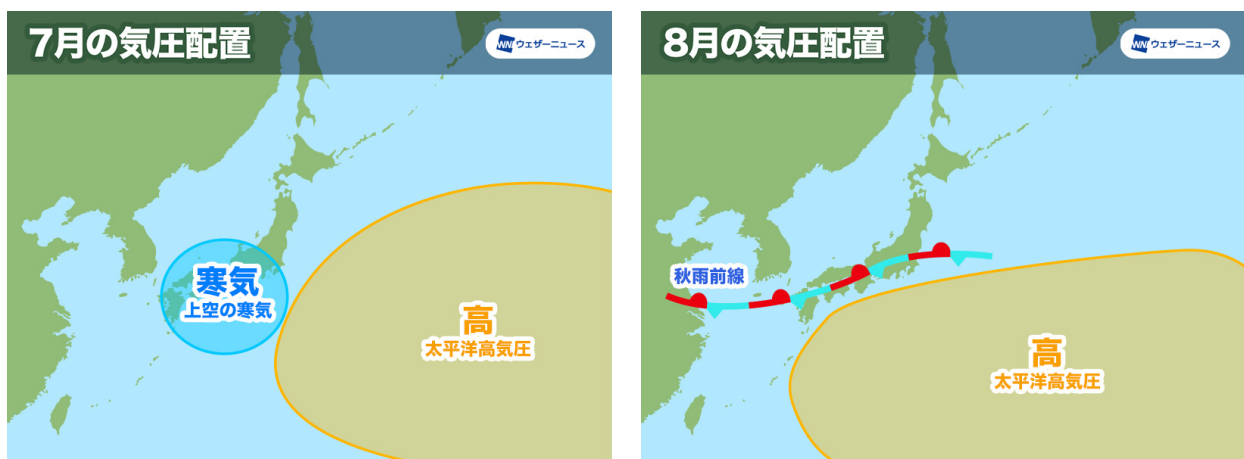 7月の気圧配置
WNI ウェザーニュース
寒気
上空の寒気
高
太平洋高気圧
8月の気圧配置
WNI ウェザーニュース
秋雨前線
高
太平洋高気圧